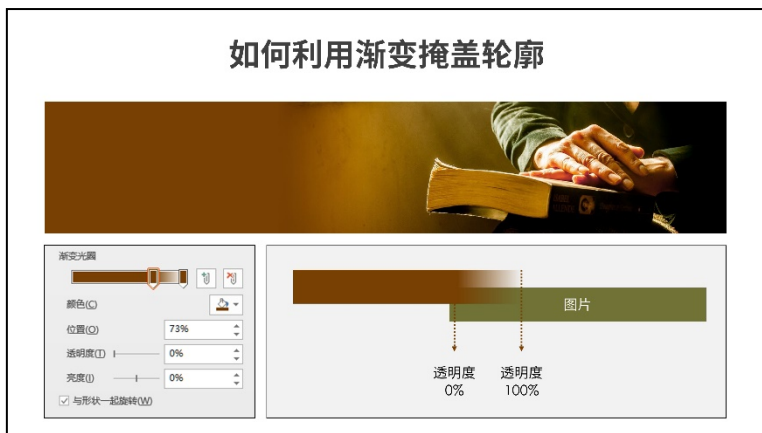 如何利用渐变掩盖轮廓
渐变光圈
颜色(C)
位置(O) 73%
透明度(T) 0%
亮度(I) 0%
与形状一起旋转(W)
图片
透明度 透明度
0% 100%